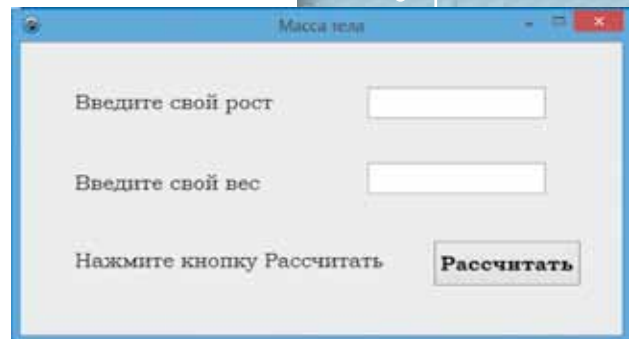 Масса тела
Введите свой рост
Введите свой вес
Нажмите кнопку Рассчитать
Рассчитать